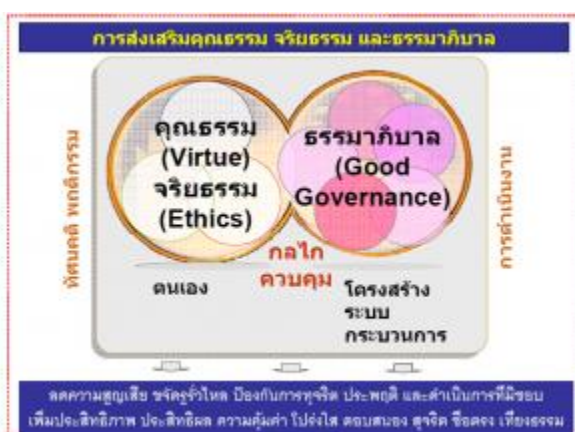 การส่งเสริมคุณธรรม จริยธรรม และธรรมาภิบาล
คุณธรรม
(Virtue)
จริยธรรม
(Ethics)
ธรรมาภิบาล
(Good
Governance)
ทัศนคติ พฤติกรรม
การดำเนินงาน
กลไก
ควบคุม
ตนเอง
โครงสร้าง
ระบบ
กระบวนการ
ลดความสูญเสีย ขจัดรูรั่วไหล ป้องกันการทุจริต ประพฤติ และดำเนินการที่มิชอบ
เพิ่มประสิทธิภาพ ประสิทธิผล ความคุ้มค่า โปร่งใส ตอบสนอง สุจริต ซื่อตรง เที่ยงธรรม